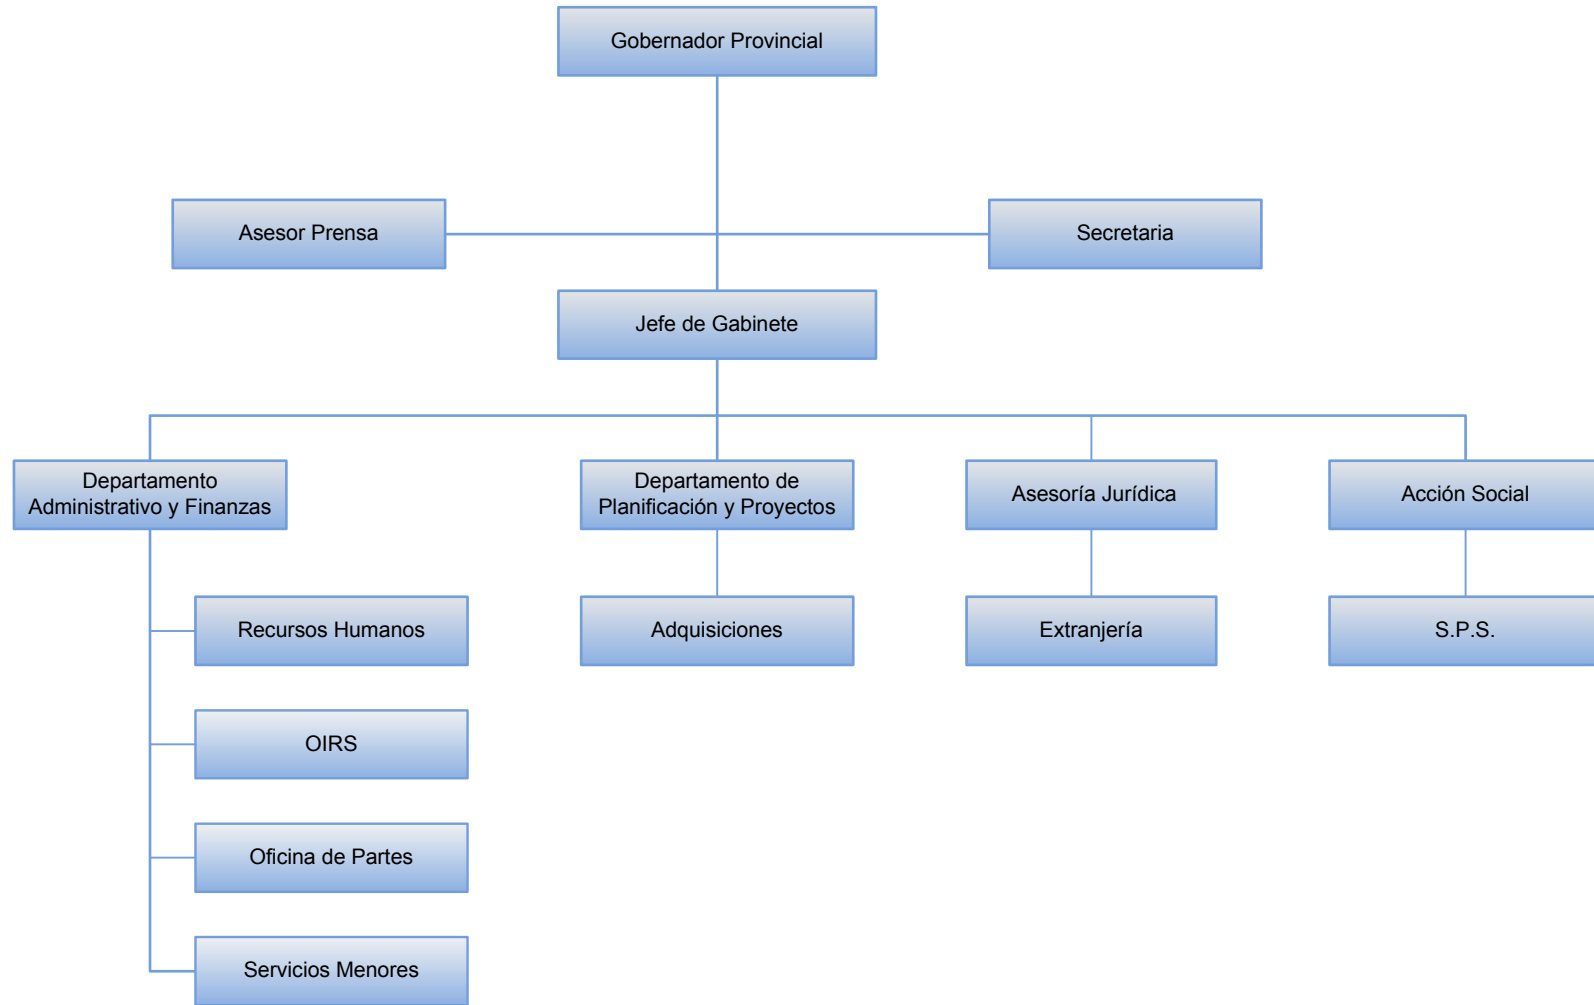 Gobernador Provincial
Asesor Prensa
Secretaria
Jefe de Gabinete
Departamento
Administrativo y Finanzas
Departamento de
Planificación y Proyectos
Asesoría Jurídica
Acción Social
Recursos Humanos
Adquisiciones
Extranjería
S.P.S.
OIRS
Oficina de Partes
Servicios Menores